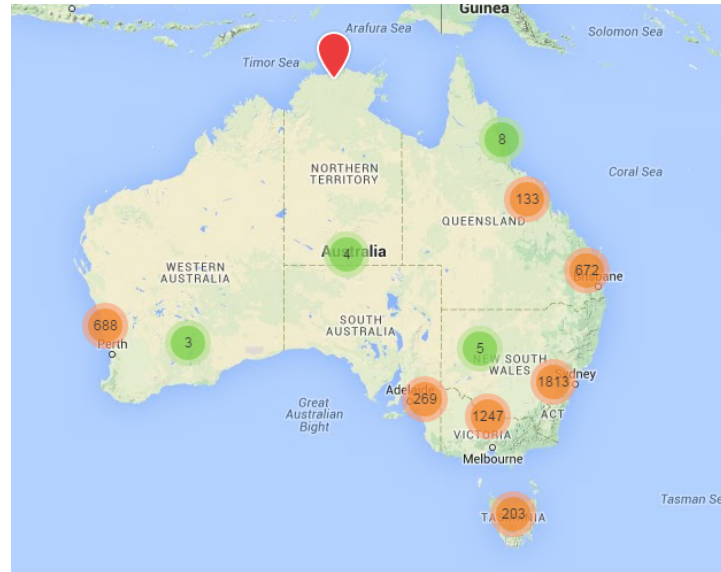 Guinea
Arafura Sea
Solomon Sea
Timor Sea
8
Coral Sea
NORTHERN
TERRITORY
133
QUEENSLAND
Australia
4
WESTERN
AUSTRALIA
672
Brisbane
688
Perth
3
SOUTH
AUSTRALIA
5
NEW SOUTH
WALES
Adelaide
269
1813
Sydney
Great
Australian
Bight
1247
ACT
VICTORIA
Melbourne
Tasman Se
203
TASMANIA